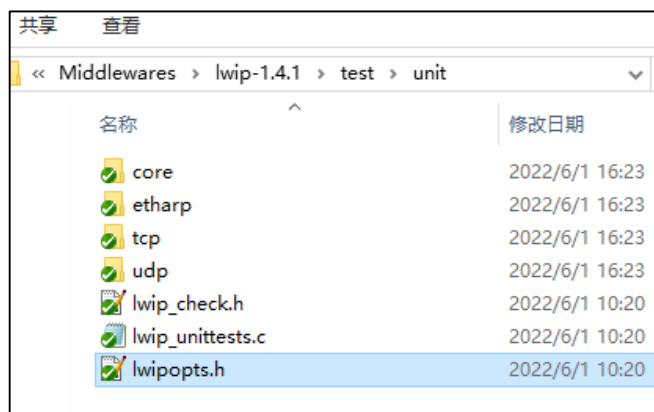 共享 查看
« Middlewares › lwip-1.4.1 › test › unit
名称 修改日期
core 2022/6/1 16:23
etharp 2022/6/1 16:23
tcp 2022/6/1 16:23
udp 2022/6/1 16:23
lwip_check.h 2022/6/1 10:20
lwip_unittests.c 2022/6/1 10:20
lwipopts.h 2022/6/1 10:20